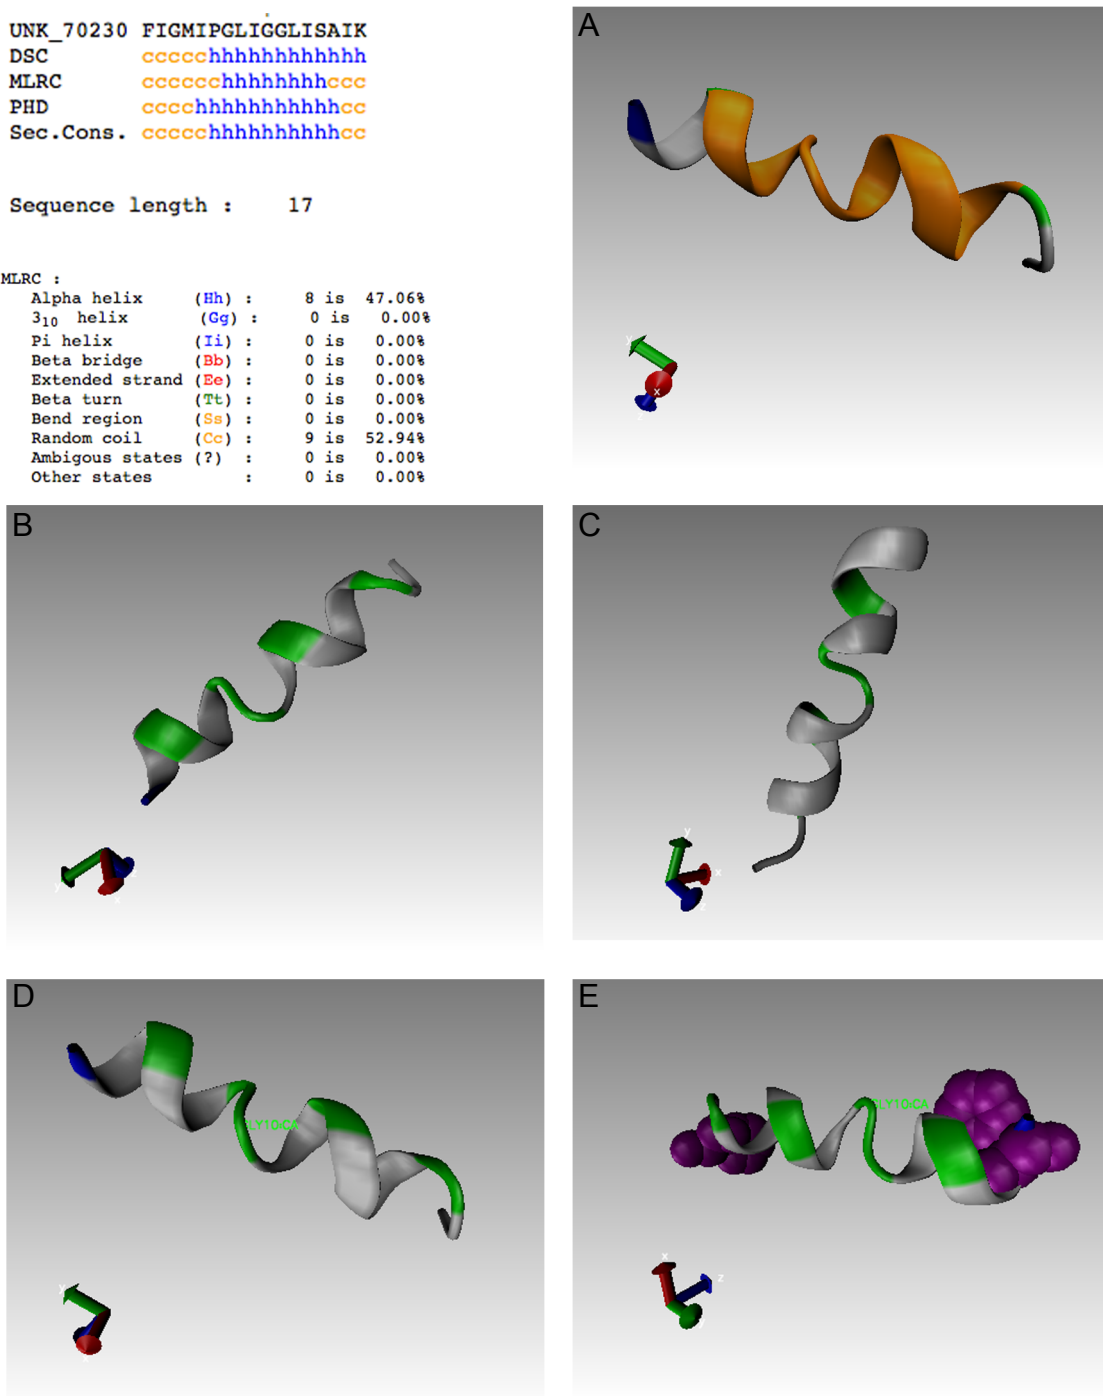 UNK_70230 FIGMIPGLIGGLISAIK
DSC ccccchhhhhhhhhhhh
MLRC cccccchhhhhhhhccc
PHD cccchhhhhhhhhhhcc
Sec.Cons. ccccchhhhhhhhhhcc
Sequence length : 17
MLRC :
Alpha helix (Hh) : 8 is 47.06%
3₁₀ helix (Gg) : 0 is 0.00%
Pi helix (Ii) : 0 is 0.00%
Beta bridge (Bb) : 0 is 0.00%
Extended strand (Ee) : 0 is 0.00%
Beta turn (Tt) : 0 is 0.00%
Bend region (Ss) : 0 is 0.00%
Random coil (Cc) : 9 is 52.94%
Ambigous states (?) : 0 is 0.00%
Other states : 0 is 0.00%
A
x
B
y
x
C
y
x
z
D
E
x
z